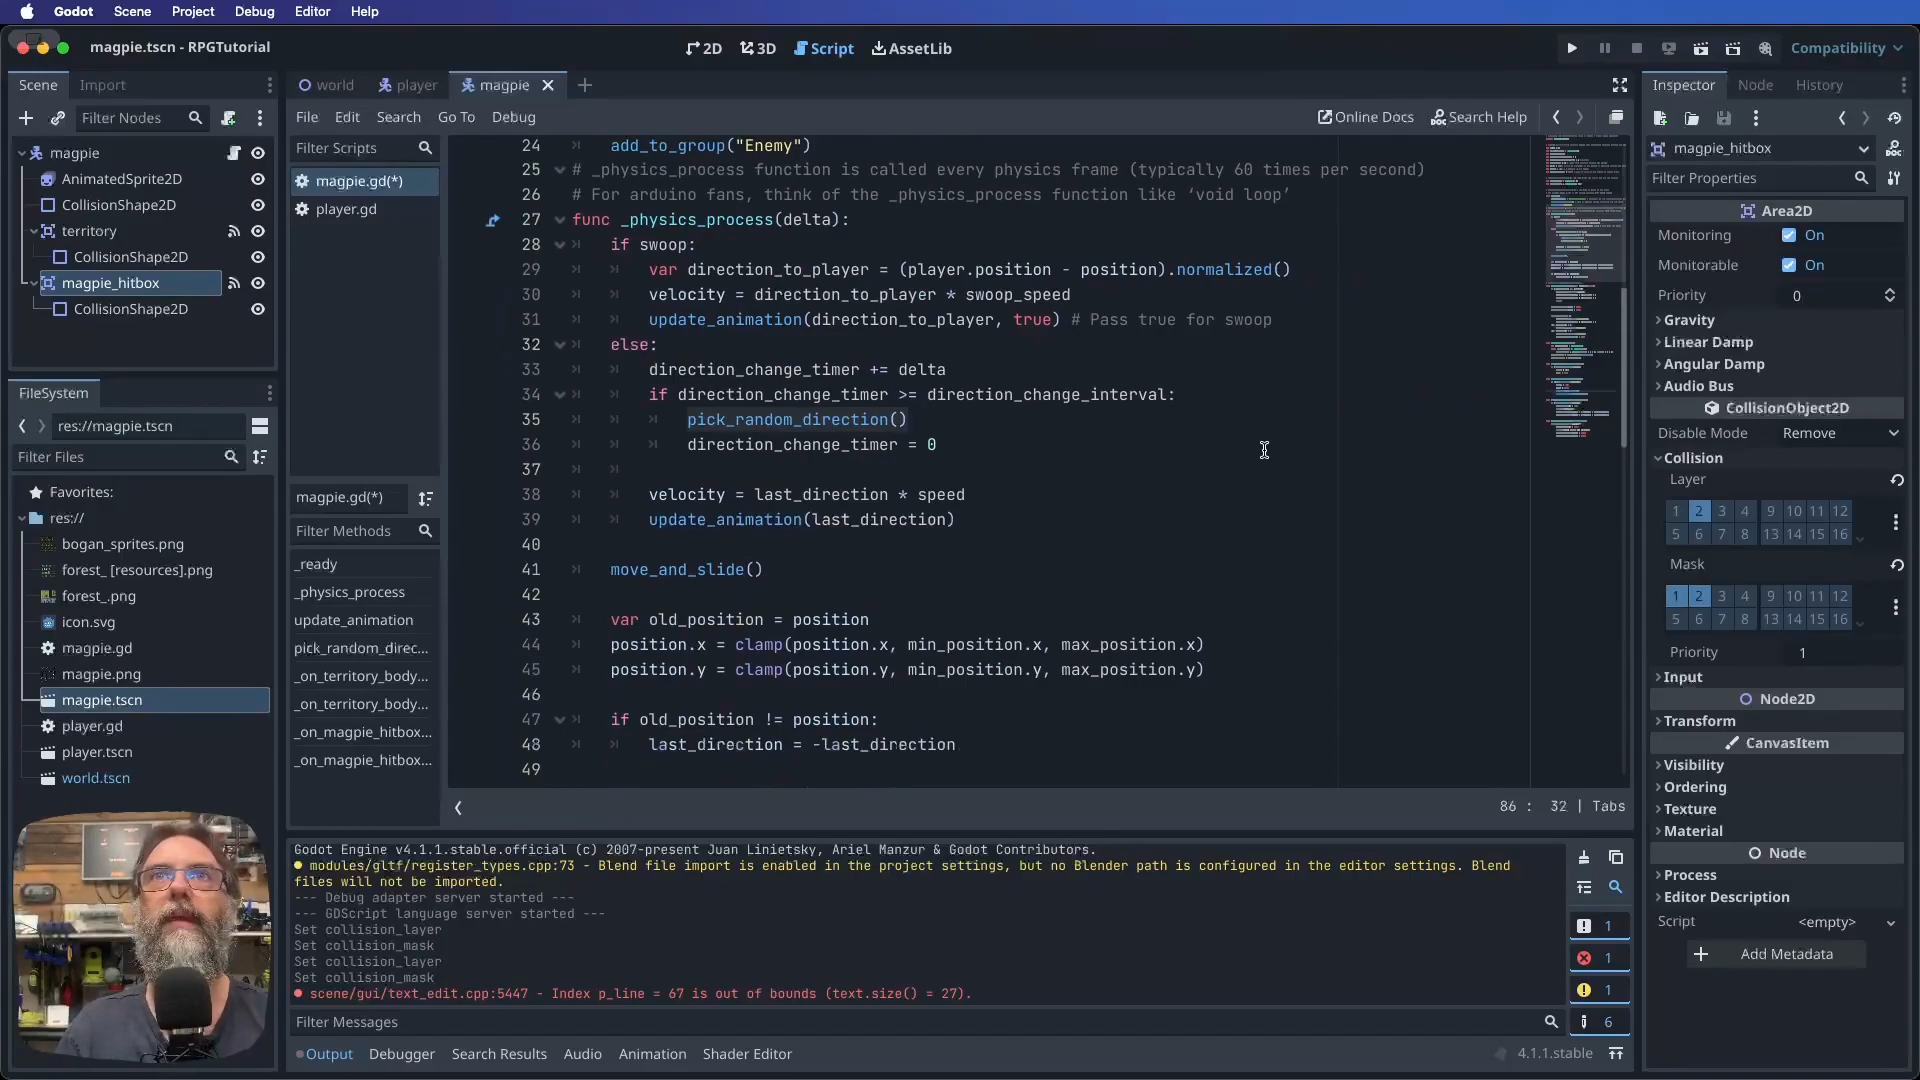 Godot Scene Project Debug Editor Help
magpie.tscn - RPGTutorial
2D 3D Script AssetLib
Compatibility
Scene Import
Filter Nodes
magpie
AnimatedSprite2D
CollisionShape2D
territory
CollisionShape2D
magpie_hitbox
CollisionShape2D
FileSystem
res://magpie.tscn
Filter Files
Favorites:
res://
bogan_sprites.png
forest_ [resources].png
forest_.png
icon.svg
magpie.gd
magpie.png
magpie.tscn
player.gd
player.tscn
world.tscn
world player magpie
File Edit Search Go To Debug
Online Docs Search Help
Filter Scripts
magpie.gd(*)
player.gd
magpie.gd(*)
Filter Methods
_ready
_physics_process
update_animation
pick_random_direc...
_on_territory_body...
_on_territory_body...
_on_magpie_hitbox...
_on_magpie_hitbox...
24 add_to_group("Enemy")
25 # _physics_process function is called every physics frame (typically 60 times per second)
26 # For arduino fans, think of the _physics_process function like ‘void loop’
27 func _physics_process(delta):
28 if swoop:
29 var direction_to_player = (player.position - position).normalized()
30 velocity = direction_to_player * swoop_speed
31 update_animation(direction_to_player, true) # Pass true for swoop
32 else:
33 direction_change_timer += delta
34 if direction_change_timer >= direction_change_interval:
35 pick_random_direction()
36 direction_change_timer = 0
37
38 velocity = last_direction * speed
39 update_animation(last_direction)
40
41 move_and_slide()
42
43 var old_position = position
44 position.x = clamp(position.x, min_position.x, max_position.x)
45 position.y = clamp(position.y, min_position.y, max_position.y)
46
47 if old_position != position:
48 last_direction = -last_direction
49
86 : 32 | Tabs
Godot Engine v4.1.1.stable.official (c) 2007-present Juan Linietsky, Ariel Manzur & Godot Contributors.
modules/gltf/register_types.cpp:73 - Blend file import is enabled in the project settings, but no Blender path is configured in the editor settings. Blend
files will not be imported.
--- Debug adapter server started ---
--- GDScript language server started ---
Set collision_layer
Set collision_mask
Set collision_layer
Set collision_mask
scene/gui/text_edit.cpp:5447 - Index p_line = 67 is out of bounds (text.size() = 27).
Filter Messages
1
1
1
6
Output Debugger Search Results Audio Animation Shader Editor
4.1.1.stable
Inspector Node History
magpie_hitbox
Filter Properties
Area2D
Monitoring On
Monitorable On
Priority 0
Gravity
Linear Damp
Angular Damp
Audio Bus
CollisionObject2D
Disable Mode Remove
Collision
Layer
1 2 3 4 9 10 11 12
5 6 7 8 13 14 15 16
Mask
1 2 3 4 9 10 11 12
5 6 7 8 13 14 15 16
Priority 1
Input
Node2D
Transform
CanvasItem
Visibility
Ordering
Texture
Material
Node
Process
Editor Description
Script <empty>
Add Metadata